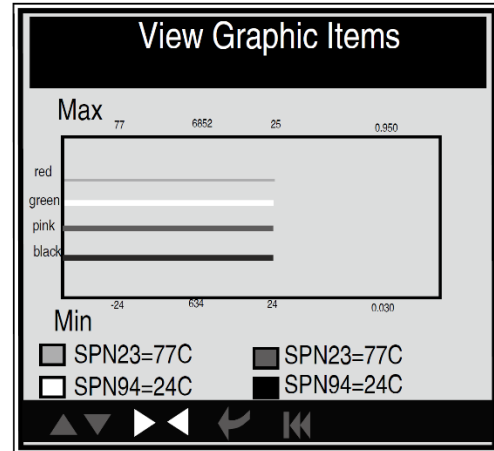 View Graphic Items
Max
77 6852 25 0.950
red
green
pink
black
-24 634 24 0.030
Min
SPN23=77C SPN23=77C
SPN94=24C SPN94=24C